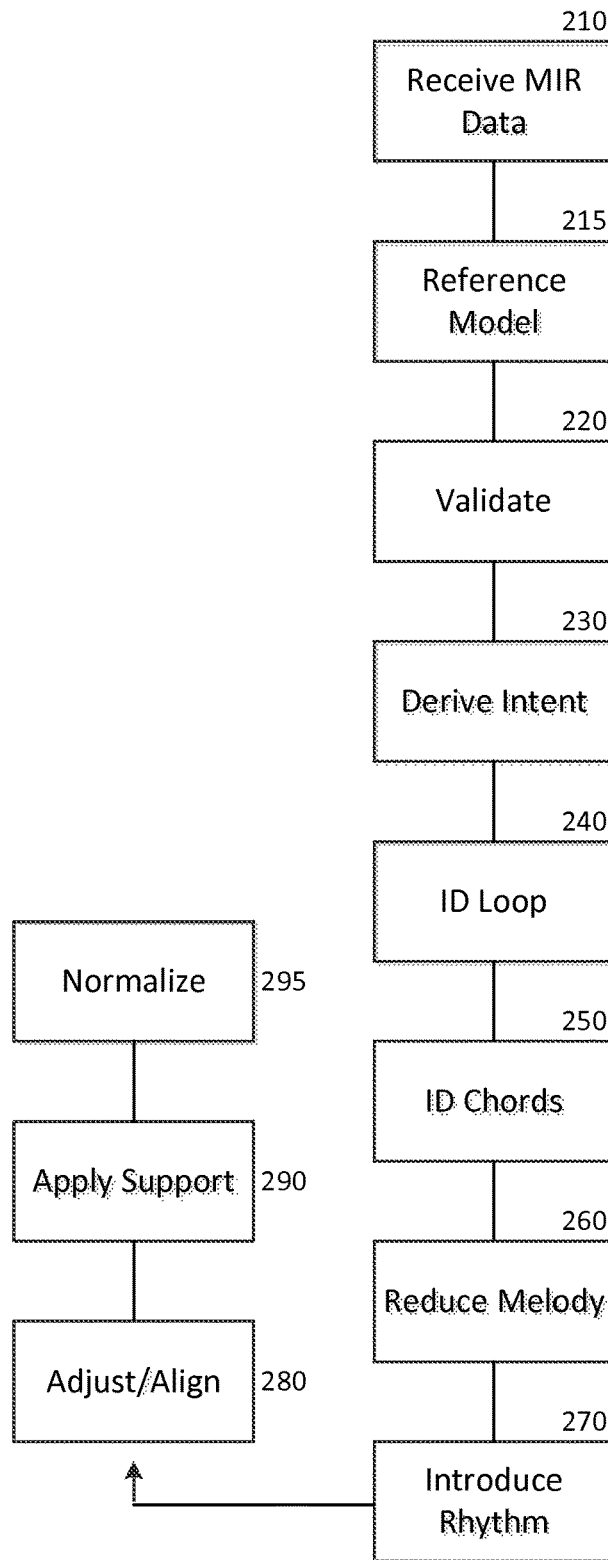 210
Receive MIR
Data
215
Reference
Model
220
Validate
230
Derive Intent
240
ID Loop
250
ID Chords
260
Reduce Melody
270
Introduce
Rhythm
Adjust/Align 280
Apply Support 290
Normalize 295